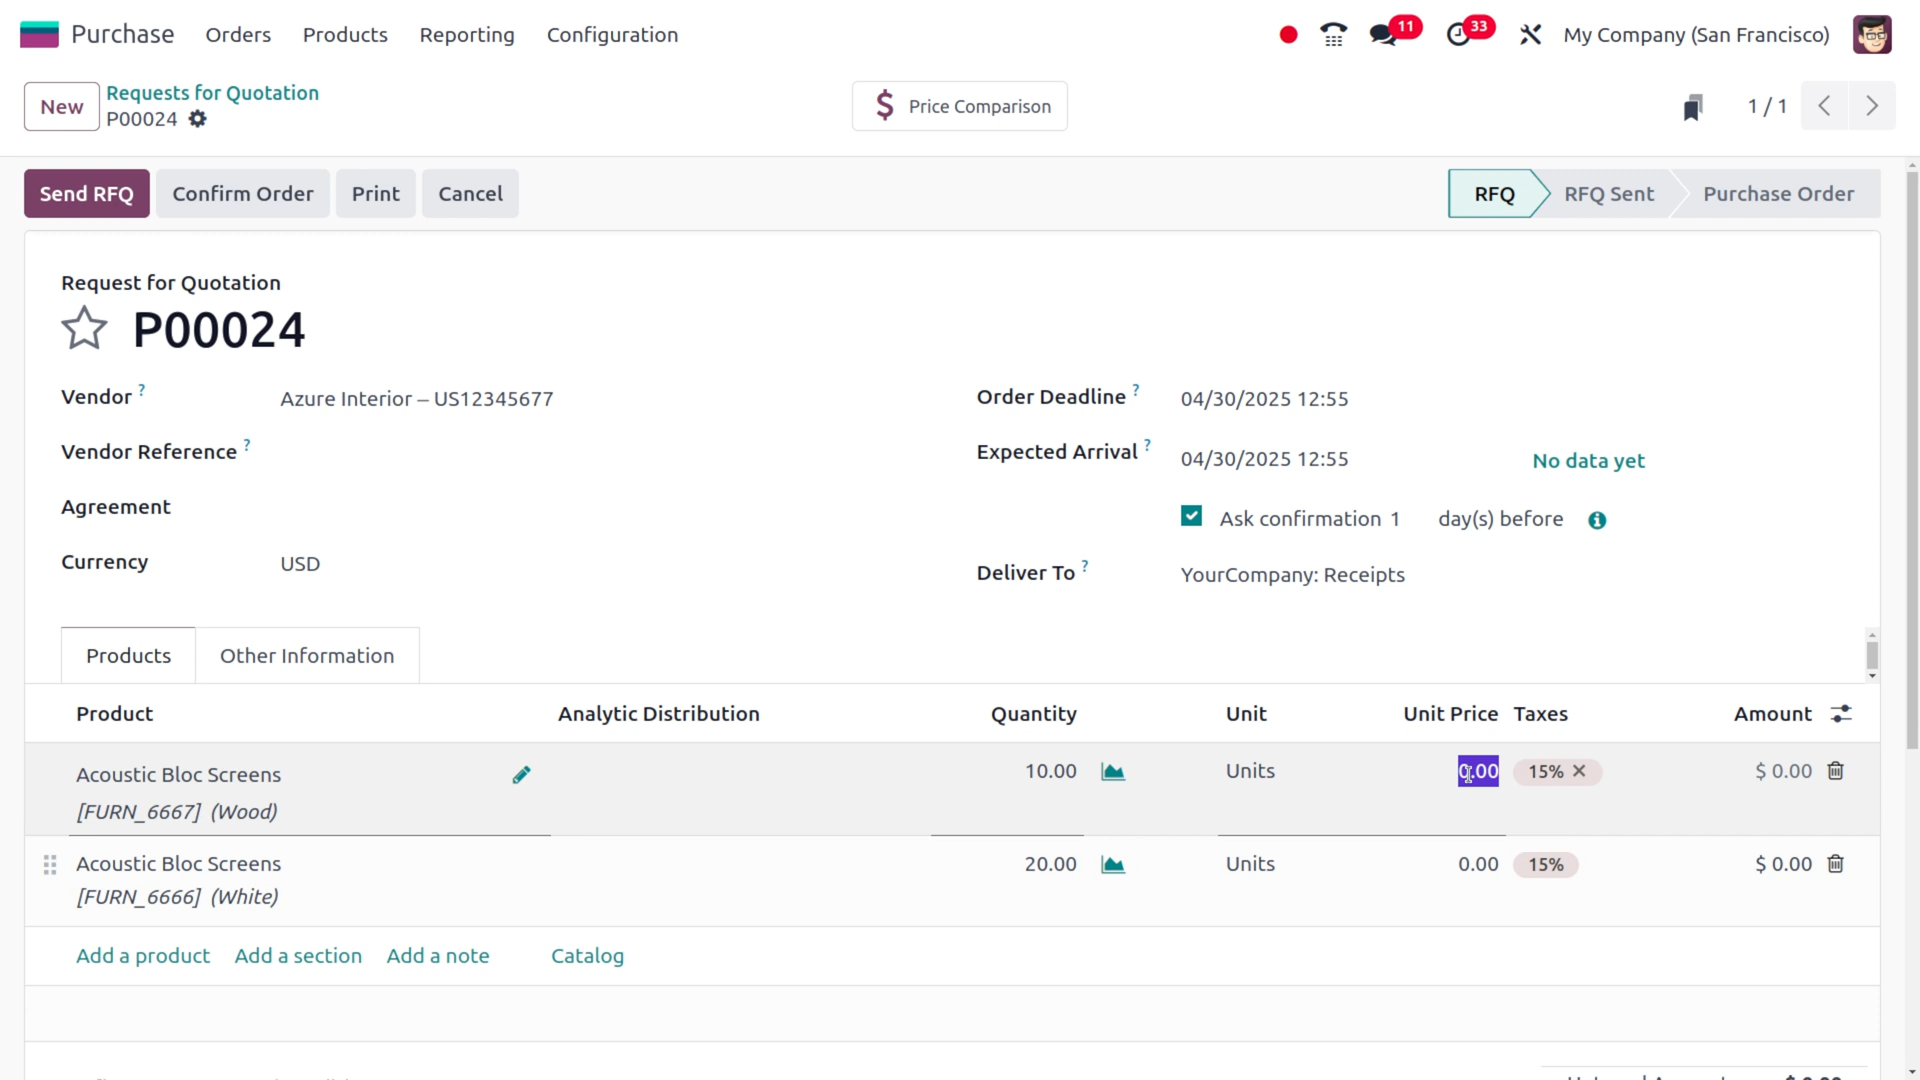 Purchase Orders Products Reporting Configuration 11 33 My Company (San Francisco)
New Requests for Quotation
P00024
$ Price Comparison 1 / 1
Send RFQ Confirm Order Print Cancel RFQ RFQ Sent Purchase Order
Request for Quotation
P00024
Vendor ? Azure Interior – US12345677
Order Deadline ? 04/30/2025 12:55
Vendor Reference ?
Expected Arrival ? 04/30/2025 12:55 No data yet
Agreement
Ask confirmation 1 day(s) before
Currency USD
Deliver To ? YourCompany: Receipts
Products Other Information
Product Analytic Distribution Quantity Unit Unit Price Taxes Amount
Acoustic Bloc Screens 10.00 Units 0.00 15% $ 0.00
[FURN_6667] (Wood)
Acoustic Bloc Screens 20.00 Units 0.00 15% $ 0.00
[FURN_6666] (White)
Add a product Add a section Add a note Catalog